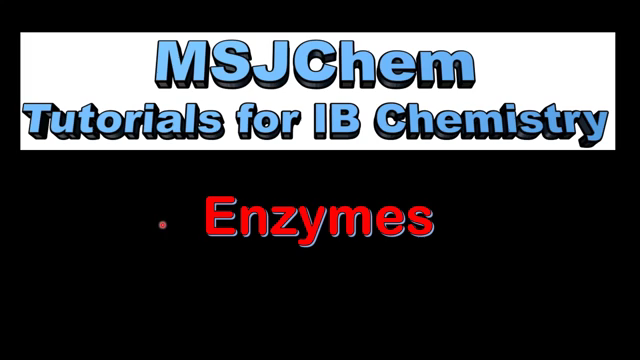 MSJChem
Tutorials for IB Chemistry
Enzymes